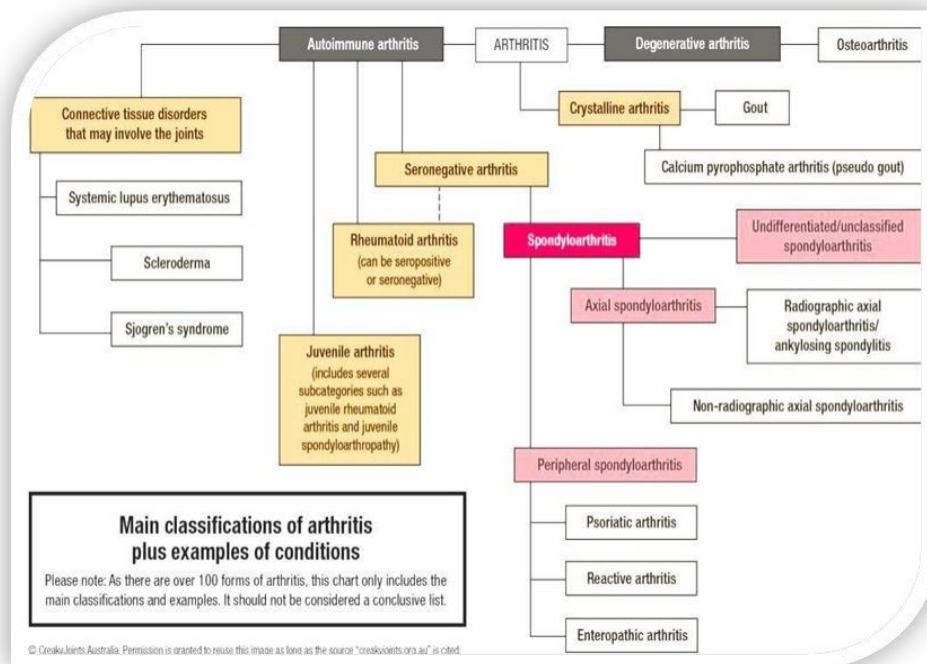 Autoimmune arthritis
ARTHRITIS
Degenerative arthritis
Osteoarthritis
Connective tissue disorders
that may involve the joints
Crystalline arthritis
Gout
Calcium pyrophosphate arthritis (pseudo gout)
Seronegative arthritis
Systemic lupus erythematosus
Scleroderma
Sjogren's syndrome
Rheumatoid arthritis
(can be seropositive
or seronegative)
Spondyloarthritis
Undifferentiated/unclassified
spondyloarthritis
Axial spondyloarthritis
Radiographic axial
spondyloarthritis/
ankylosing spondylitis
Non-radiographic axial spondyloarthritis
Juvenile arthritis
(includes several
subcategories such as
juvenile rheumatoid
arthritis and juvenile
spondyloarthropathy)
Peripheral spondyloarthritis
Psoriatic arthritis
Reactive arthritis
Enteropathic arthritis
Main classifications of arthritis
plus examples of conditions
Please note: As there are over 100 forms of arthritis, this chart only includes the
main classifications and examples. It should not be considered a conclusive list.
© CreakyJoints Australia. Permission is granted to reuse this image as long as the source "creakyjoints.org.au" is cited.